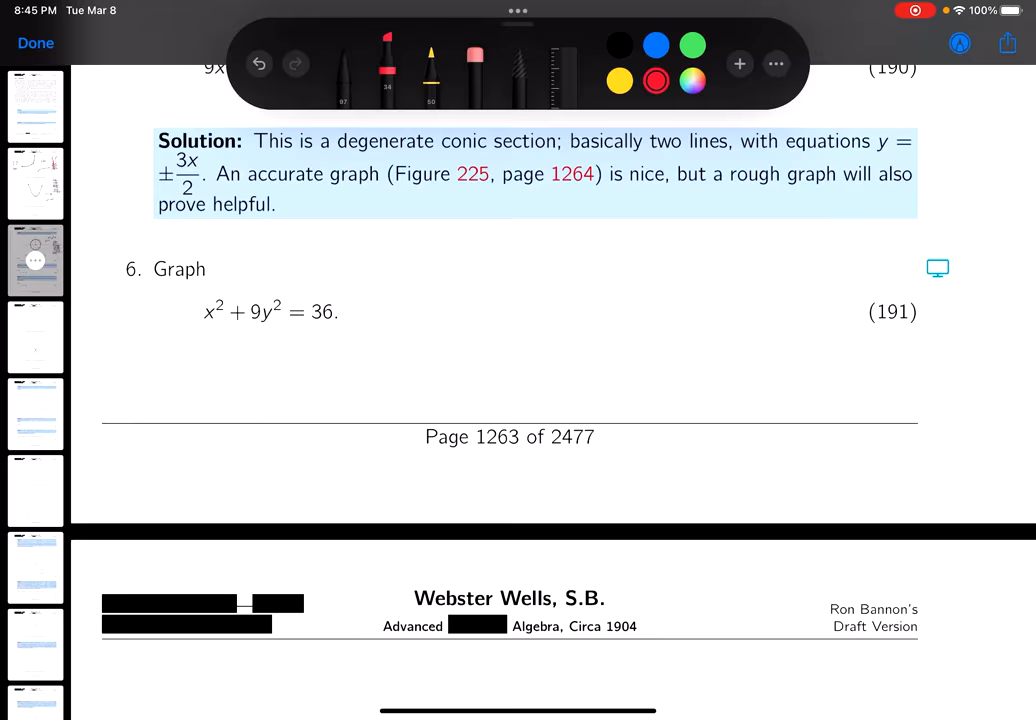 8:45 PM Tue Mar 8
100%
Done
97
34
50
9x
(190)
Solution: This is a degenerate conic section; basically two lines, with equations y =
± 3x/2. An accurate graph (Figure 225, page 1264) is nice, but a rough graph will also
prove helpful.
6. Graph
x² + 9y² = 36.
(191)
Page 1263 of 2477
Webster Wells, S.B.
Advanced Algebra, Circa 1904
Ron Bannon's
Draft Version